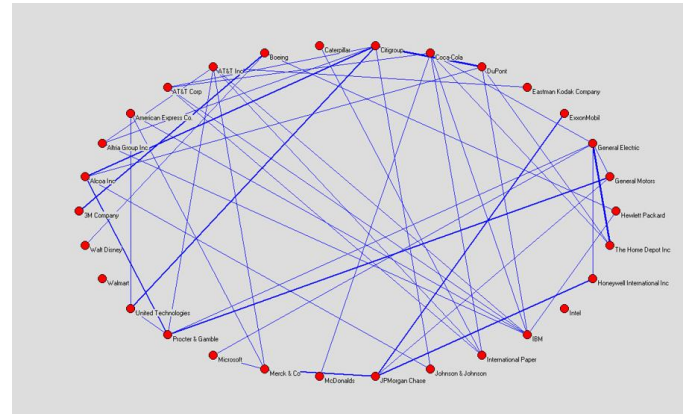 Caterpillar
Citigroup
Boeing
Coca-Cola
AT&T Inc
DuPont
AT&T Corp
Eastman Kodak Company
American Express Co.
ExxonMobil
Altria Group Inc
General Electric
Alcoa Inc
General Motors
3M Company
Hewlett Packard
Walt Disney
The Home Depot Inc
Walmart
Honeywell International Inc
United Technologies
Intel
Procter & Gamble
IBM
Microsoft
International Paper
Merck & Co
Johnson & Johnson
McDonalds
JPMorgan Chase